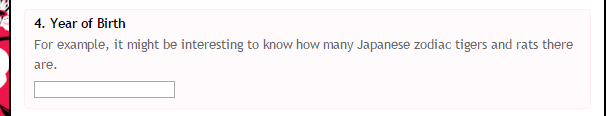 4. Year of Birth
For example, it might be interesting to know how many Japanese zodiac tigers and rats there
are.